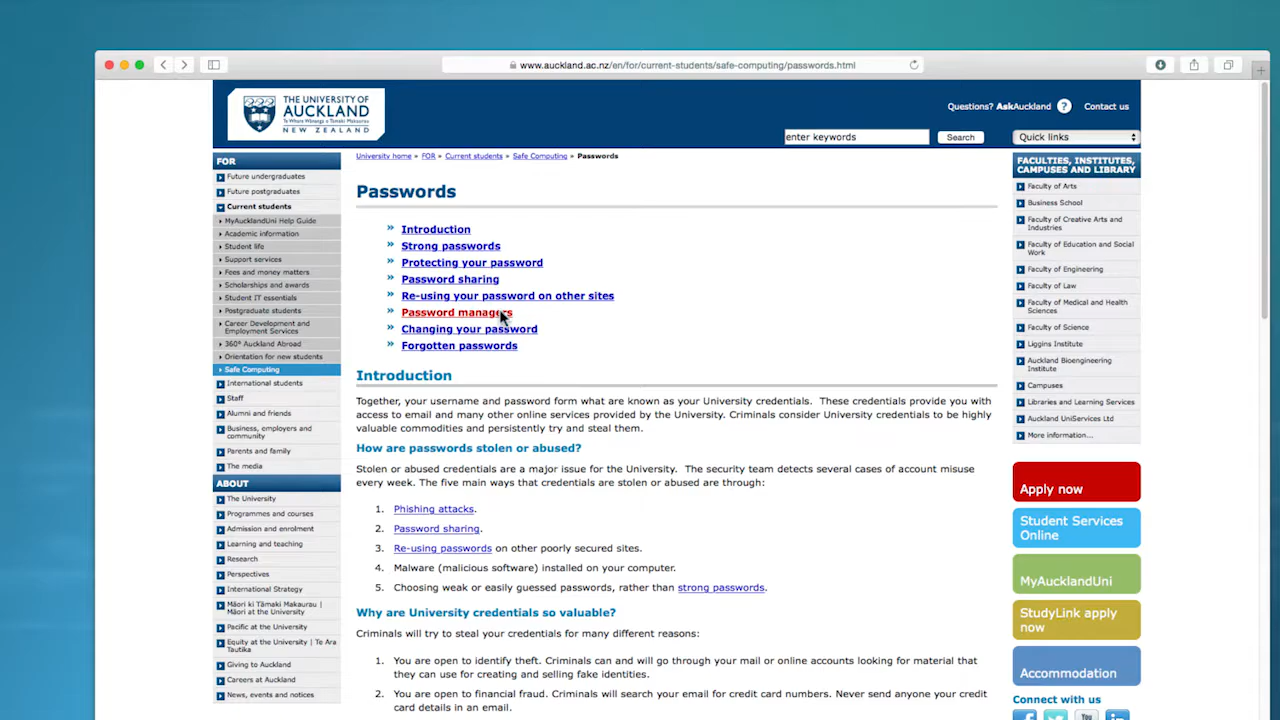 www.auckland.ac.nz/en/for/current-students/safe-computing/passwords.html
THE UNIVERSITY OF
AUCKLAND
Te Whare Wānanga o Tāmaki Makaurau
NEW ZEALAND
Questions? AskAuckland ?
Contact us
enter keywords
Search
Quick links
FOR
Future undergraduates
Future postgraduates
Current students
MyAucklandUni Help Guide
Academic information
Student life
Support services
Fees and money matters
Scholarships and awards
Student IT essentials
Postgraduate students
Career Development and
Employment Services
360° Auckland Abroad
Orientation for new students
Safe Computing
International students
Staff
Alumni and friends
Business, employers and
community
Parents and family
The media
ABOUT
The University
Programmes and courses
Admission and enrolment
Learning and teaching
Research
Perspectives
International Strategy
Māori ki Tāmaki Makaurau |
Māori at the University
Pacific at the University
Equity at the University | Te Ara
Tautika
Giving to Auckland
Careers at Auckland
News, events and notices
University home » FOR » Current students » Safe Computing » Passwords
Passwords
» Introduction
» Strong passwords
» Protecting your password
» Password sharing
» Re-using your password on other sites
» Password managers
» Changing your password
» Forgotten passwords
Introduction
Together, your username and password form what are known as your University credentials. These credentials provide you with
access to email and many other online services provided by the University. Criminals consider University credentials to be highly
valuable commodities and persistently try and steal them.
How are passwords stolen or abused?
Stolen or abused credentials are a major issue for the University. The security team detects several cases of account misuse
every week. The five main ways that credentials are stolen or abused are through:
1. Phishing attacks.
2. Password sharing.
3. Re-using passwords on other poorly secured sites.
4. Malware (malicious software) installed on your computer.
5. Choosing weak or easily guessed passwords, rather than strong passwords.
Why are University credentials so valuable?
Criminals will try to steal your credentials for many different reasons:
1. You are open to identify theft. Criminals can and will go through your mail or online accounts looking for material that
they can use for creating and selling fake identities.
2. You are open to financial fraud. Criminals will search your email for credit card numbers. Never send anyone your credit
card details in an email.
FACULTIES, INSTITUTES,
CAMPUSES AND LIBRARY
Faculty of Arts
Business School
Faculty of Creative Arts and
Industries
Faculty of Education and Social
Work
Faculty of Engineering
Faculty of Law
Faculty of Medical and Health
Sciences
Faculty of Science
Liggins Institute
Auckland Bioengineering
Institute
Campuses
Libraries and Learning Services
Auckland UniServices Ltd
More information...
Apply now
Student Services
Online
MyAucklandUni
StudyLink apply
now
Accommodation
Connect with us
You